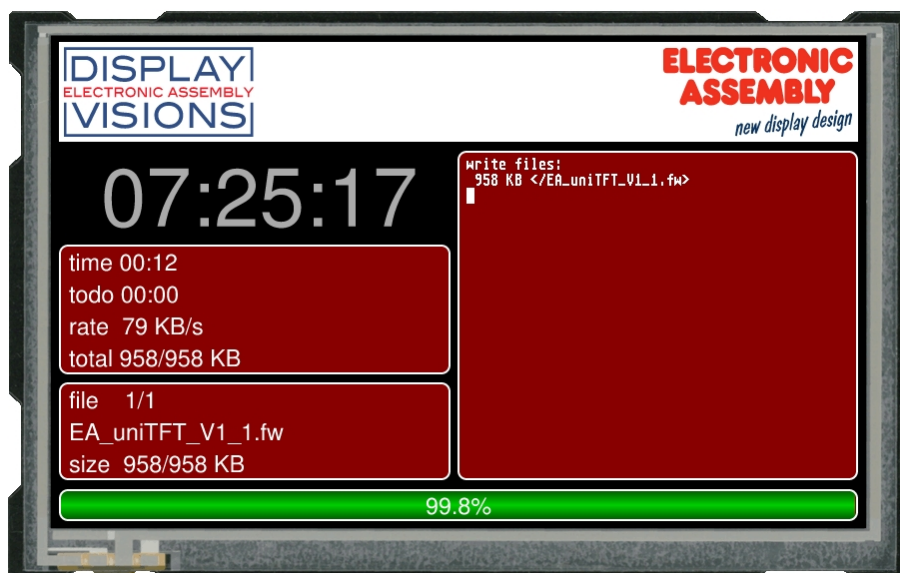 DISPLAY
ELECTRONIC ASSEMBLY
VISIONS
ELECTRONIC
ASSEMBLY
new display design
07:25:17
time 00:12
todo 00:00
rate 79 KB/s
total 958/958 KB
file 1/1
EA_uniTFT_V1_1.fw
size 958/958 KB
write files:
958 KB </EA_uniTFT_V1_1.fw>
99.8%